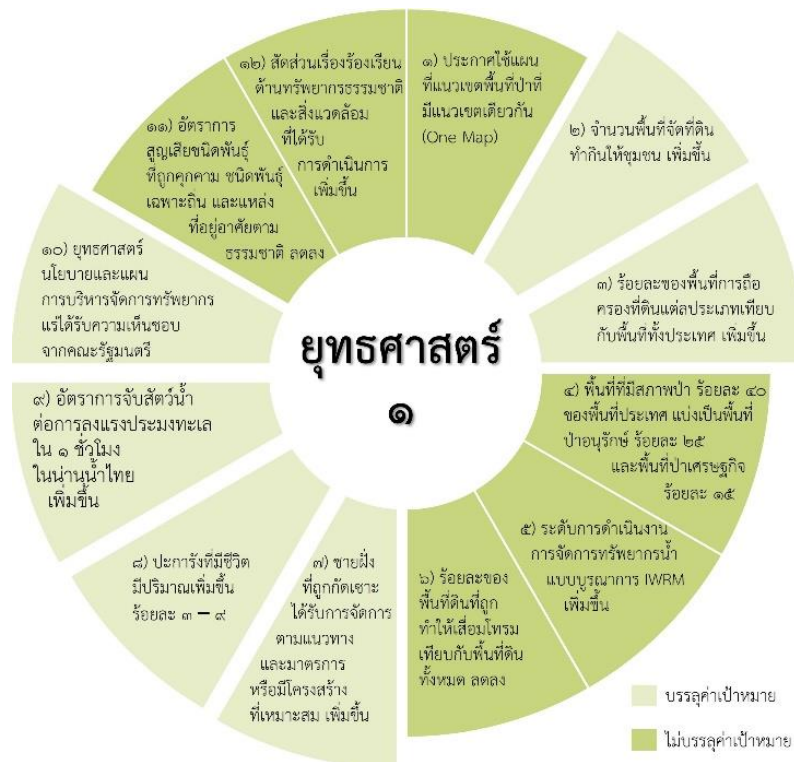 ยุทธศาสตร์
๑
๑) ประกาศใช้แผน
ที่แนวเขตพื้นที่ป่าที่
มีแนวเขตเดียวกัน
(One Map)
๒) จำนวนพื้นที่จัดที่ดิน
ทำกินให้ชุมชน เพิ่มขึ้น
๓) ร้อยละของพื้นที่การถือ
ครองที่ดินแต่ละประเภทเทียบ
กับพื้นที่ทั้งประเทศ เพิ่มขึ้น
๔) พื้นที่ที่มีสภาพป่า ร้อยละ ๔๐
ของพื้นที่ประเทศ แบ่งเป็นพื้นที่
ป่าอนุรักษ์ ร้อยละ ๒๕
และพื้นที่ป่าเศรษฐกิจ
ร้อยละ ๑๕
๕) ระดับการดำเนินงาน
การจัดการทรัพยากรน้ำ
แบบบูรณาการ IWRM
เพิ่มขึ้น
๖) ร้อยละของ
พื้นที่ดินที่ถูก
ทำให้เสื่อมโทรม
เทียบกับพื้นที่ดิน
ทั้งหมด ลดลง
๗) ชายฝั่ง
ที่ถูกกัดเซาะ
ได้รับการจัดการ
ตามแนวทาง
และมาตรการ
หรือมีโครงสร้าง
ที่เหมาะสม เพิ่มขึ้น
๘) ปะการังที่มีชีวิต
มีปริมาณเพิ่มขึ้น
ร้อยละ ๓ – ๙
๙) อัตราการจับสัตว์น้ำ
ต่อการลงแรงประมงทะเล
ใน ๑ ชั่วโมง
ในน่านน้ำไทย
เพิ่มขึ้น
๑๐) ยุทธศาสตร์
นโยบายและแผน
การบริหารจัดการทรัพยากร
แร่ได้รับความเห็นชอบ
จากคณะรัฐมนตรี
๑๑) อัตราการ
สูญเสียชนิดพันธุ์
ที่ถูกคุกคาม ชนิดพันธุ์
เฉพาะถิ่น และแหล่ง
ที่อยู่อาศัยตาม
ธรรมชาติ ลดลง
๑๒) สัดส่วนเรื่องร้องเรียน
ด้านทรัพยากรธรรมชาติ
และสิ่งแวดล้อม
ที่ได้รับ
การดำเนินการ
เพิ่มขึ้น
บรรลุค่าเป้าหมาย
ไม่บรรลุค่าเป้าหมาย